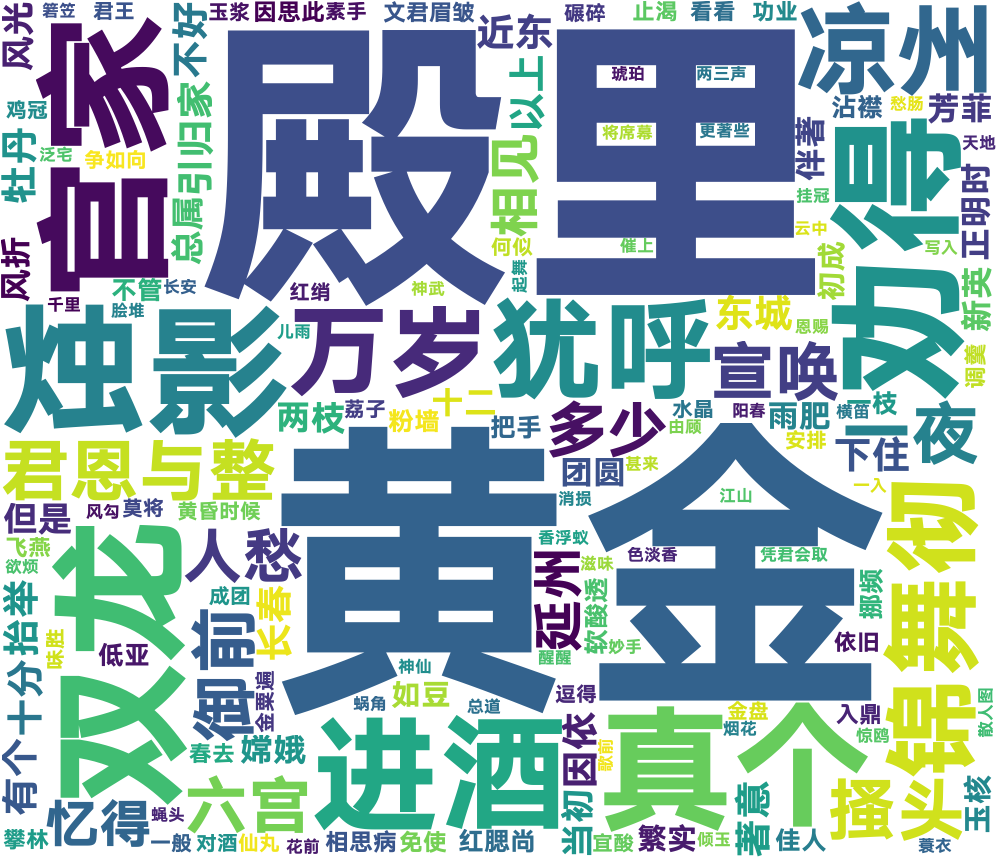 箬笠
君王
玉浆
因思此
素手
文君眉皱
近东
碾碎
止渴
看看
功业
风光
官家
不好
殿里
凉州
鸡冠
琥珀
两三声
沾襟
愁肠
芳菲
牡丹
泛宅
争如向
总属
引归家
相见
以上
将席幕
更著些
伴著
劝得
天地
挂冠
正明时
风折
何似
催上
云中
写入
不管
长安
千里
脍堆
红绡
神武
起舞
初成
新英
烛影
儿雨
万岁
犹呼
东城
恩赐
宣唤
调羹
两枝
荔子
粉墙
十二
把手
多少
水晶
由顾
阳春
雨肥
横笛
一枝
安排
二夜
下住
君恩与整
团圆
甚来
黄金
消损
江山
一入
但是
风勾
莫将
黄昏时候
飞燕
欲烦
人愁
香浮蚁
色淡香
凭君会取
彻
双龙
成团
长春
延州
滋味
软酸透
妙手
挪频
舞
有个十分抬举
味胜
低亚
御前
金粟遍
神仙
蜗角
如豆
总道
醒醒
逗得
依旧
锦
春去
嫦娥
进酒
因依
歌前
真个
金盘
烟花
入鼎
惊鸥
散人图
忆得
蝇头
六宫
当初
著意
搔头
玉核
攀林
一般
对酒
仙丸
花前
相思病
免使
红腮尚
宜酸
繁实
倾玉
佳人
蓑衣